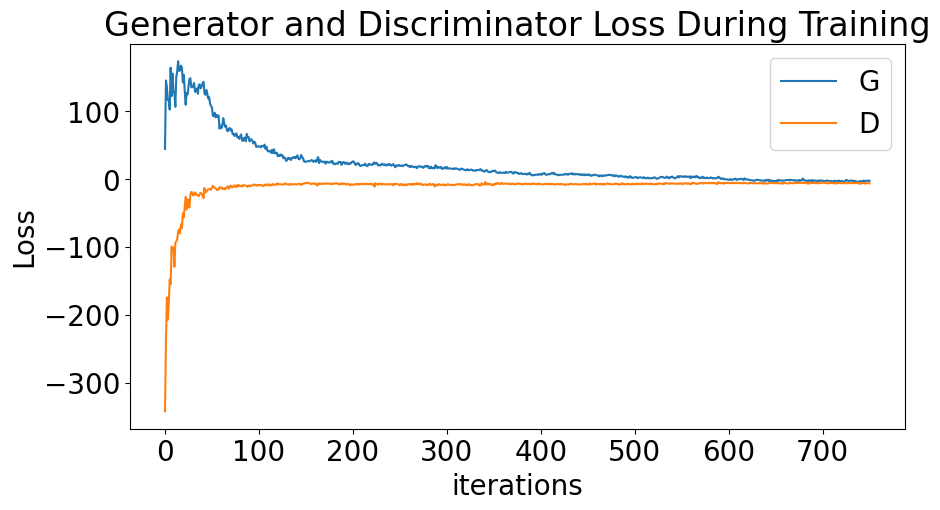 Generator and Discriminator Loss During Training
G
D
Loss
100
0
−100
−200
−300
0 100 200 300 400 500 600 700
iterations